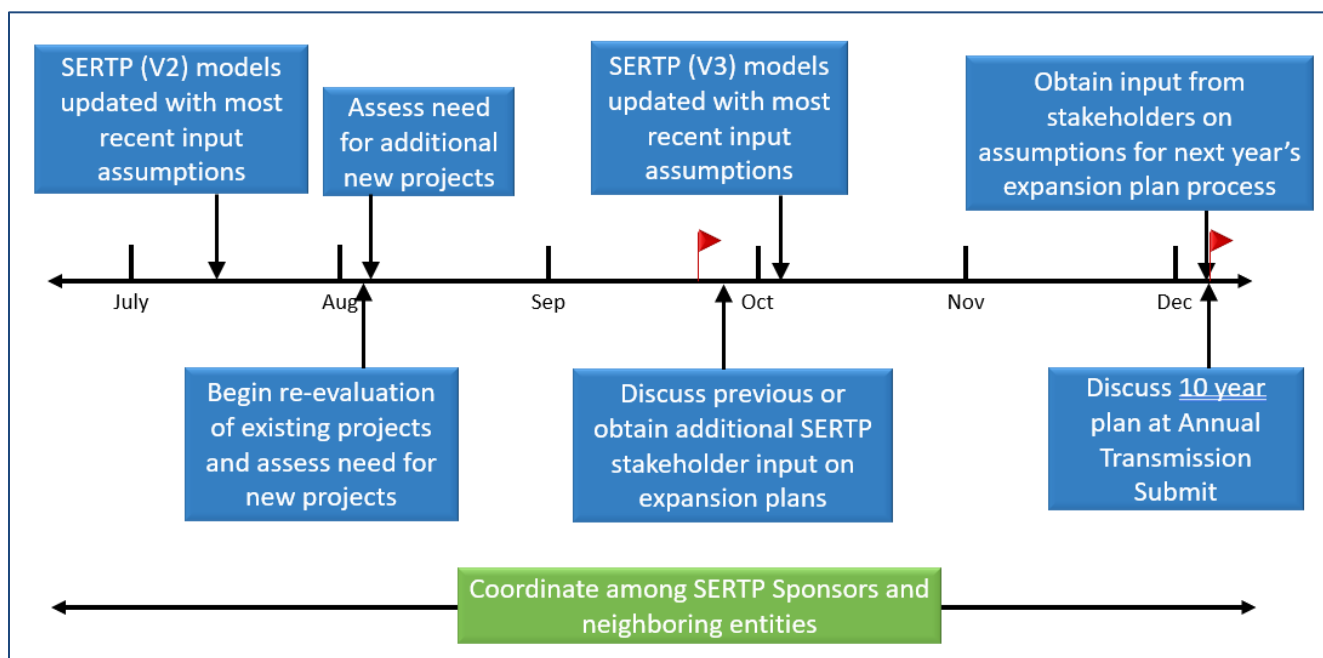 SERTP (V2) models
updated with most
recent input
assumptions
Assess need
for additional
new projects
SERTP (V3) models
updated with most
recent input
assumptions
Obtain input from
stakeholders on
assumptions for next year's
expansion plan process
July
Aug
Sep
Oct
Nov
Dec
Begin re-evaluation
of existing projects
and assess need for
new projects
Discuss previous or
obtain additional SERTP
stakeholder input on
expansion plans
Discuss 10 year
plan at Annual
Transmission
Submit
Coordinate among SERTP Sponsors and
neighboring entities